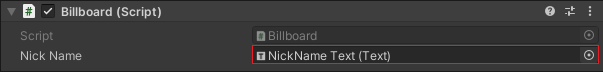 Billboard (Script)
Script Billboard
Nick Name NickName Text (Text)